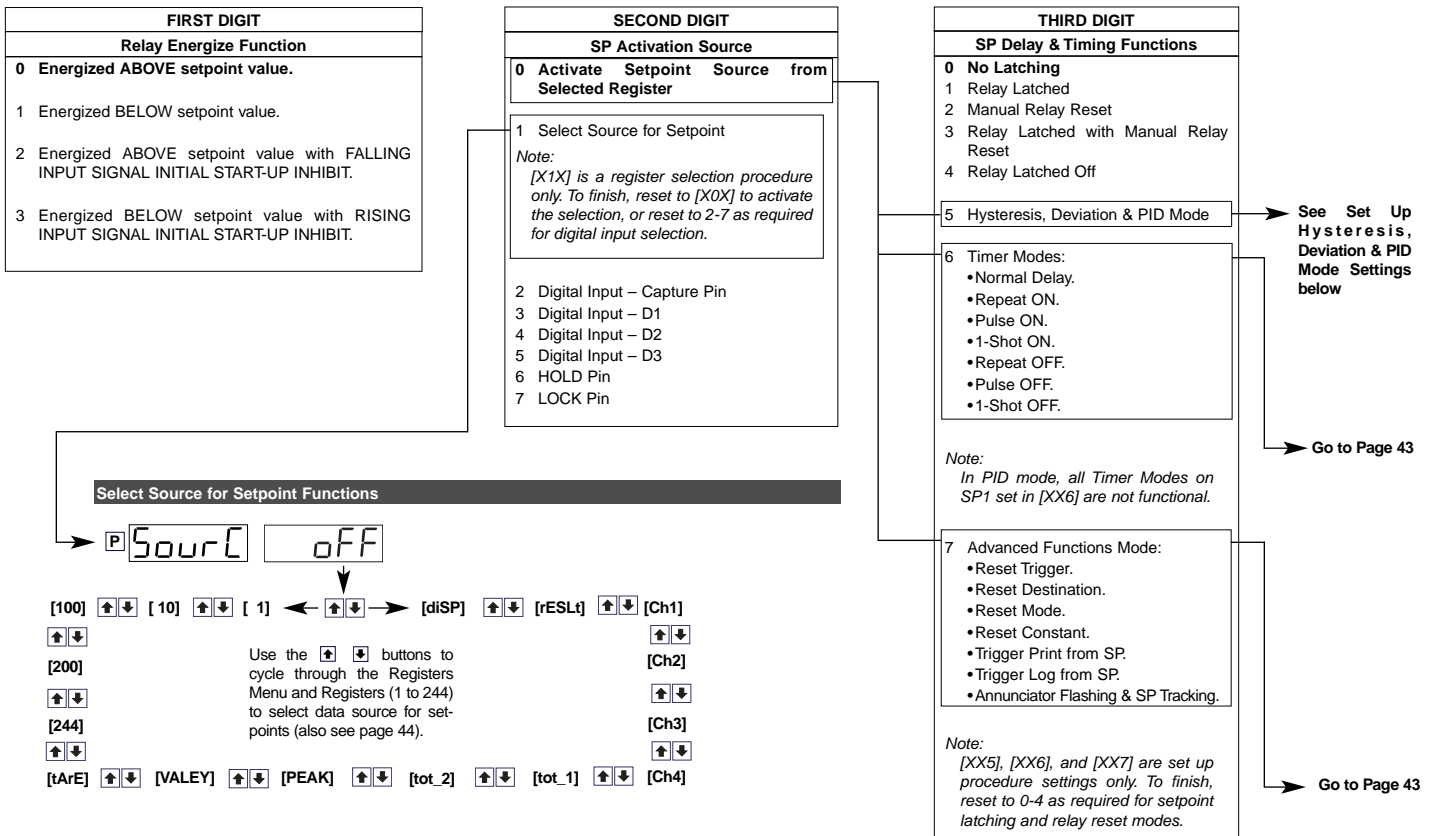 FIRST DIGIT
Relay Energize Function
0 Energized ABOVE setpoint value.
1 Energized BELOW setpoint value.
2 Energized ABOVE setpoint value with FALLING
INPUT SIGNAL INITIAL START-UP INHIBIT.
3 Energized BELOW setpoint value with RISING
INPUT SIGNAL INITIAL START-UP INHIBIT.
SECOND DIGIT
SP Activation Source
0 Activate Setpoint Source from
Selected Register
1 Select Source for Setpoint
Note:
[X1X] is a register selection procedure
only. To finish, reset to [X0X] to activate
the selection, or reset to 2-7 as required
for digital input selection.
2 Digital Input – Capture Pin
3 Digital Input – D1
4 Digital Input – D2
5 Digital Input – D3
6 HOLD Pin
7 LOCK Pin
THIRD DIGIT
SP Delay & Timing Functions
0 No Latching
1 Relay Latched
2 Manual Relay Reset
3 Relay Latched with Manual Relay
Reset
4 Relay Latched Off
5 Hysteresis, Deviation & PID Mode
See Set Up
Hysteresis,
Deviation & PID
Mode Settings
below
6 Timer Modes:
•Normal Delay.
•Repeat ON.
•Pulse ON.
•1-Shot ON.
•Repeat OFF.
•Pulse OFF.
•1-Shot OFF.
Go to Page 43
Note:
In PID mode, all Timer Modes on
SP1 set in [XX6] are not functional.
7 Advanced Functions Mode:
•Reset Trigger.
•Reset Destination.
•Reset Mode.
•Reset Constant.
•Trigger Print from SP.
•Trigger Log from SP.
•Annunciator Flashing & SP Tracking.
Go to Page 43
Note:
[XX5], [XX6], and [XX7] are set up
procedure settings only. To finish,
reset to 0-4 as required for setpoint
latching and relay reset modes.
Select Source for Setpoint Functions
P SourC oFF
[100] [ 10] [ 1] [diSP] [rESLt] [Ch1]
[200] [Ch2]
[244] [Ch3]
Use the buttons to
cycle through the Registers
Menu and Registers (1 to 244)
to select data source for set-
points (also see page 44).
[tArE] [VALEY] [PEAK] [tot_2] [tot_1] [Ch4]